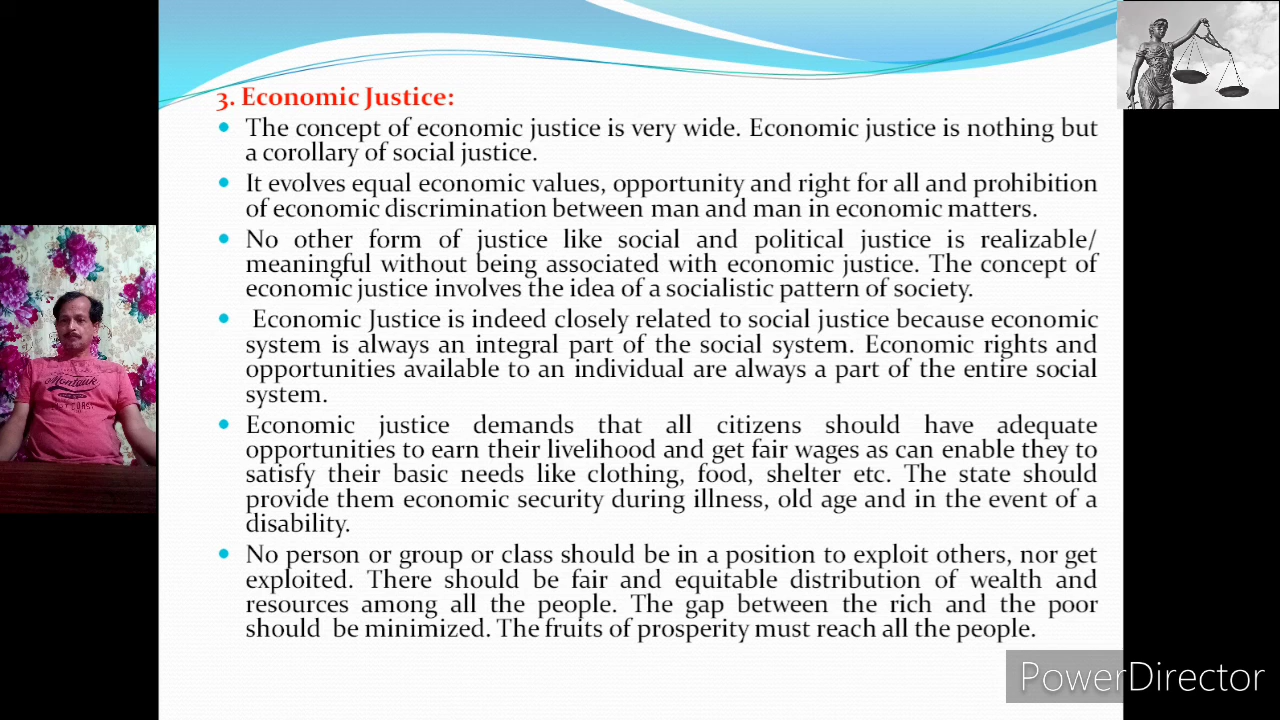 3. Economic Justice:
The concept of economic justice is very wide. Economic justice is nothing but
a corollary of social justice.
It evolves equal economic values, opportunity and right for all and prohibition
of economic discrimination between man and man in economic matters.
No other form of justice like social and political justice is realizable/
meaningful without being associated with economic justice. The concept of
economic justice involves the idea of a socialistic pattern of society.
Economic Justice is indeed closely related to social justice because economic
system is always an integral part of the social system. Economic rights and
opportunities available to an individual are always a part of the entire social
system.
Economic justice demands that all citizens should have adequate
opportunities to earn their livelihood and get fair wages as can enable they to
satisfy their basic needs like clothing, food, shelter etc. The state should
provide them economic security during illness, old age and in the event of a
disability.
No person or group or class should be in a position to exploit others, nor get
exploited. There should be fair and equitable distribution of wealth and
resources among all the people. The gap between the rich and the poor
should be minimized. The fruits of prosperity must reach all the people.
Montauk
PowerDirector